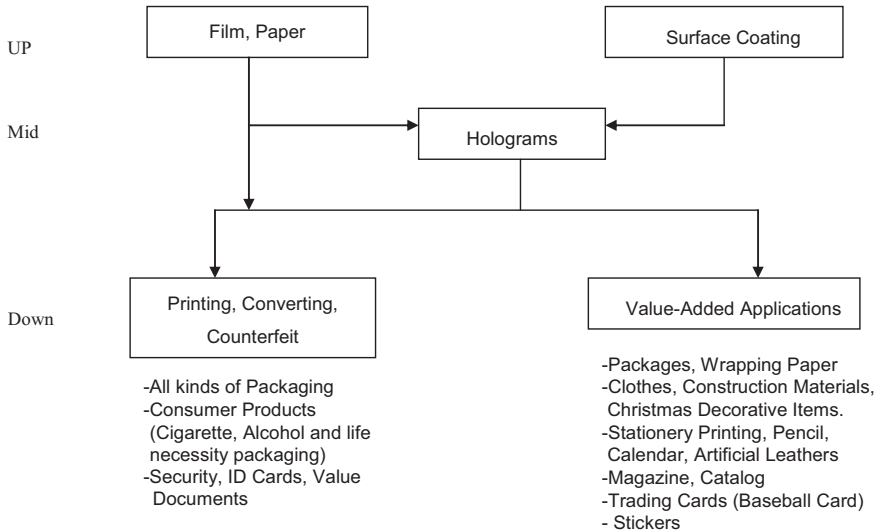 UP
Film, Paper
Surface Coating
Mid
Holograms
Down
Printing, Converting,
Counterfeit
Value-Added Applications
-All kinds of Packaging
-Consumer Products
(Cigarette, Alcohol and life
necessity packaging)
-Security, ID Cards, Value
Documents
-Packages, Wrapping Paper
-Clothes, Construction Materials,
Christmas Decorative Items.
-Stationery Printing, Pencil,
Calendar, Artificial Leathers
-Magazine, Catalog
-Trading Cards (Baseball Card)
- Stickers